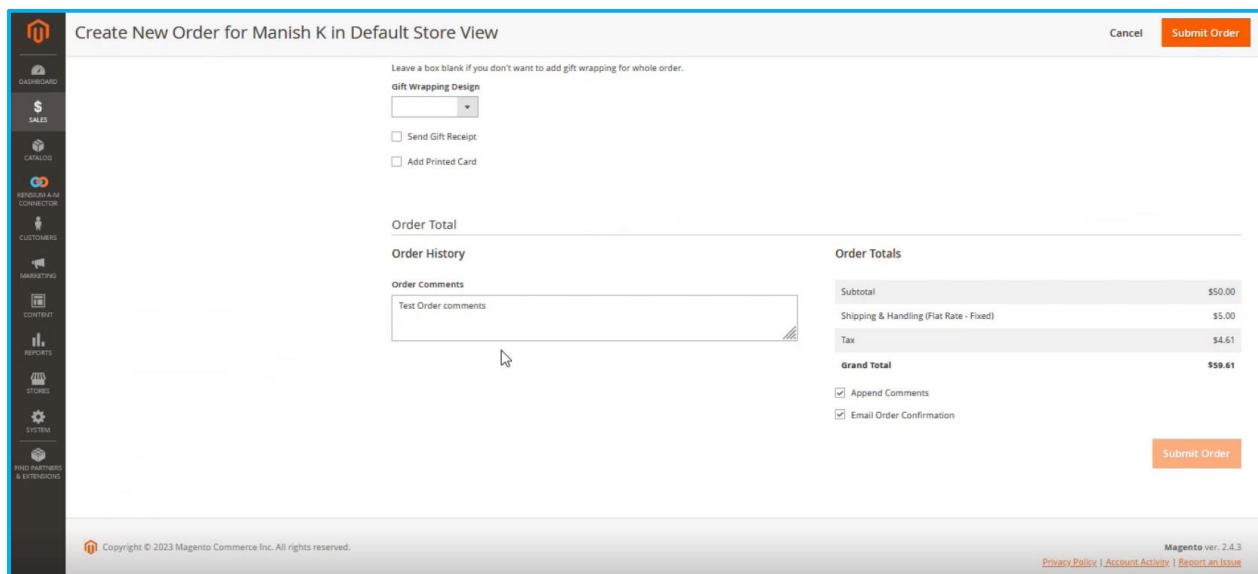 Create New Order for Manish K in Default Store View
Cancel
Submit Order
DASHBOARD
$
SALES
CATALOG
KENSIUM A-M
CONNECTOR
CUSTOMERS
MARKETING
CONTENT
REPORTS
STORES
SYSTEM
FIND PARTNERS
& EXTENSIONS
Leave a box blank if you don't want to add gift wrapping for whole order.
Gift Wrapping Design
Send Gift Receipt
Add Printed Card
Order Total
Order History
Order Comments
Test Order comments
Order Totals
Subtotal $50.00
Shipping & Handling (Flat Rate - Fixed) $5.00
Tax $4.61
Grand Total $59.61
Append Comments
Email Order Confirmation
Submit Order
Copyright © 2023 Magento Commerce Inc. All rights reserved.
Magento ver. 2.4.3
Privacy Policy | Account Activity | Report an Issue